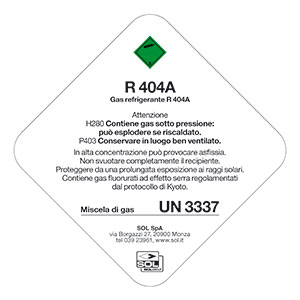 R 404A
Gas refrigerante R 404A
Attenzione
H280 Contiene gas sotto pressione:
può esplodere se riscaldato.
P403 Conservare in luogo ben ventilato.
In alta concentrazione può provocare asfissia.
Non svuotare completamente il recipiente.
Proteggere da una prolungata esposizione ai raggi solari.
Contiene gas fluorurati ad effetto serra regolamentati
dal protocollo di Kyoto.
Miscela di gas UN 3337
SOL SpA
via Borgazzi 27, 20900 Monza
tel 039 23961, www.sol.it
SOL